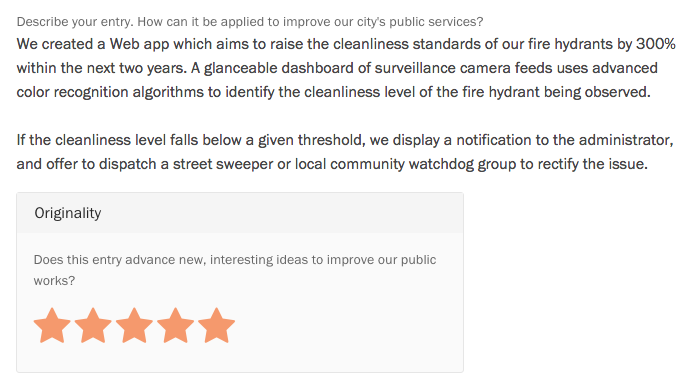 Describe your entry. How can it be applied to improve our city's public services?
We created a Web app which aims to raise the cleanliness standards of our fire hydrants by 300%
within the next two years. A glanceable dashboard of surveillance camera feeds uses advanced
color recognition algorithms to identify the cleanliness level of the fire hydrant being observed.
If the cleanliness level falls below a given threshold, we display a notification to the administrator,
and offer to dispatch a street sweeper or local community watchdog group to rectify the issue.
Originality
Does this entry advance new, interesting ideas to improve our public
works?